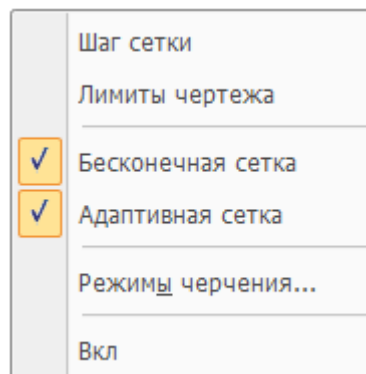 Шаг сетки
Лимиты чертежа
Бесконечная сетка
Адаптивная сетка
Режимы черчения...
Вкл